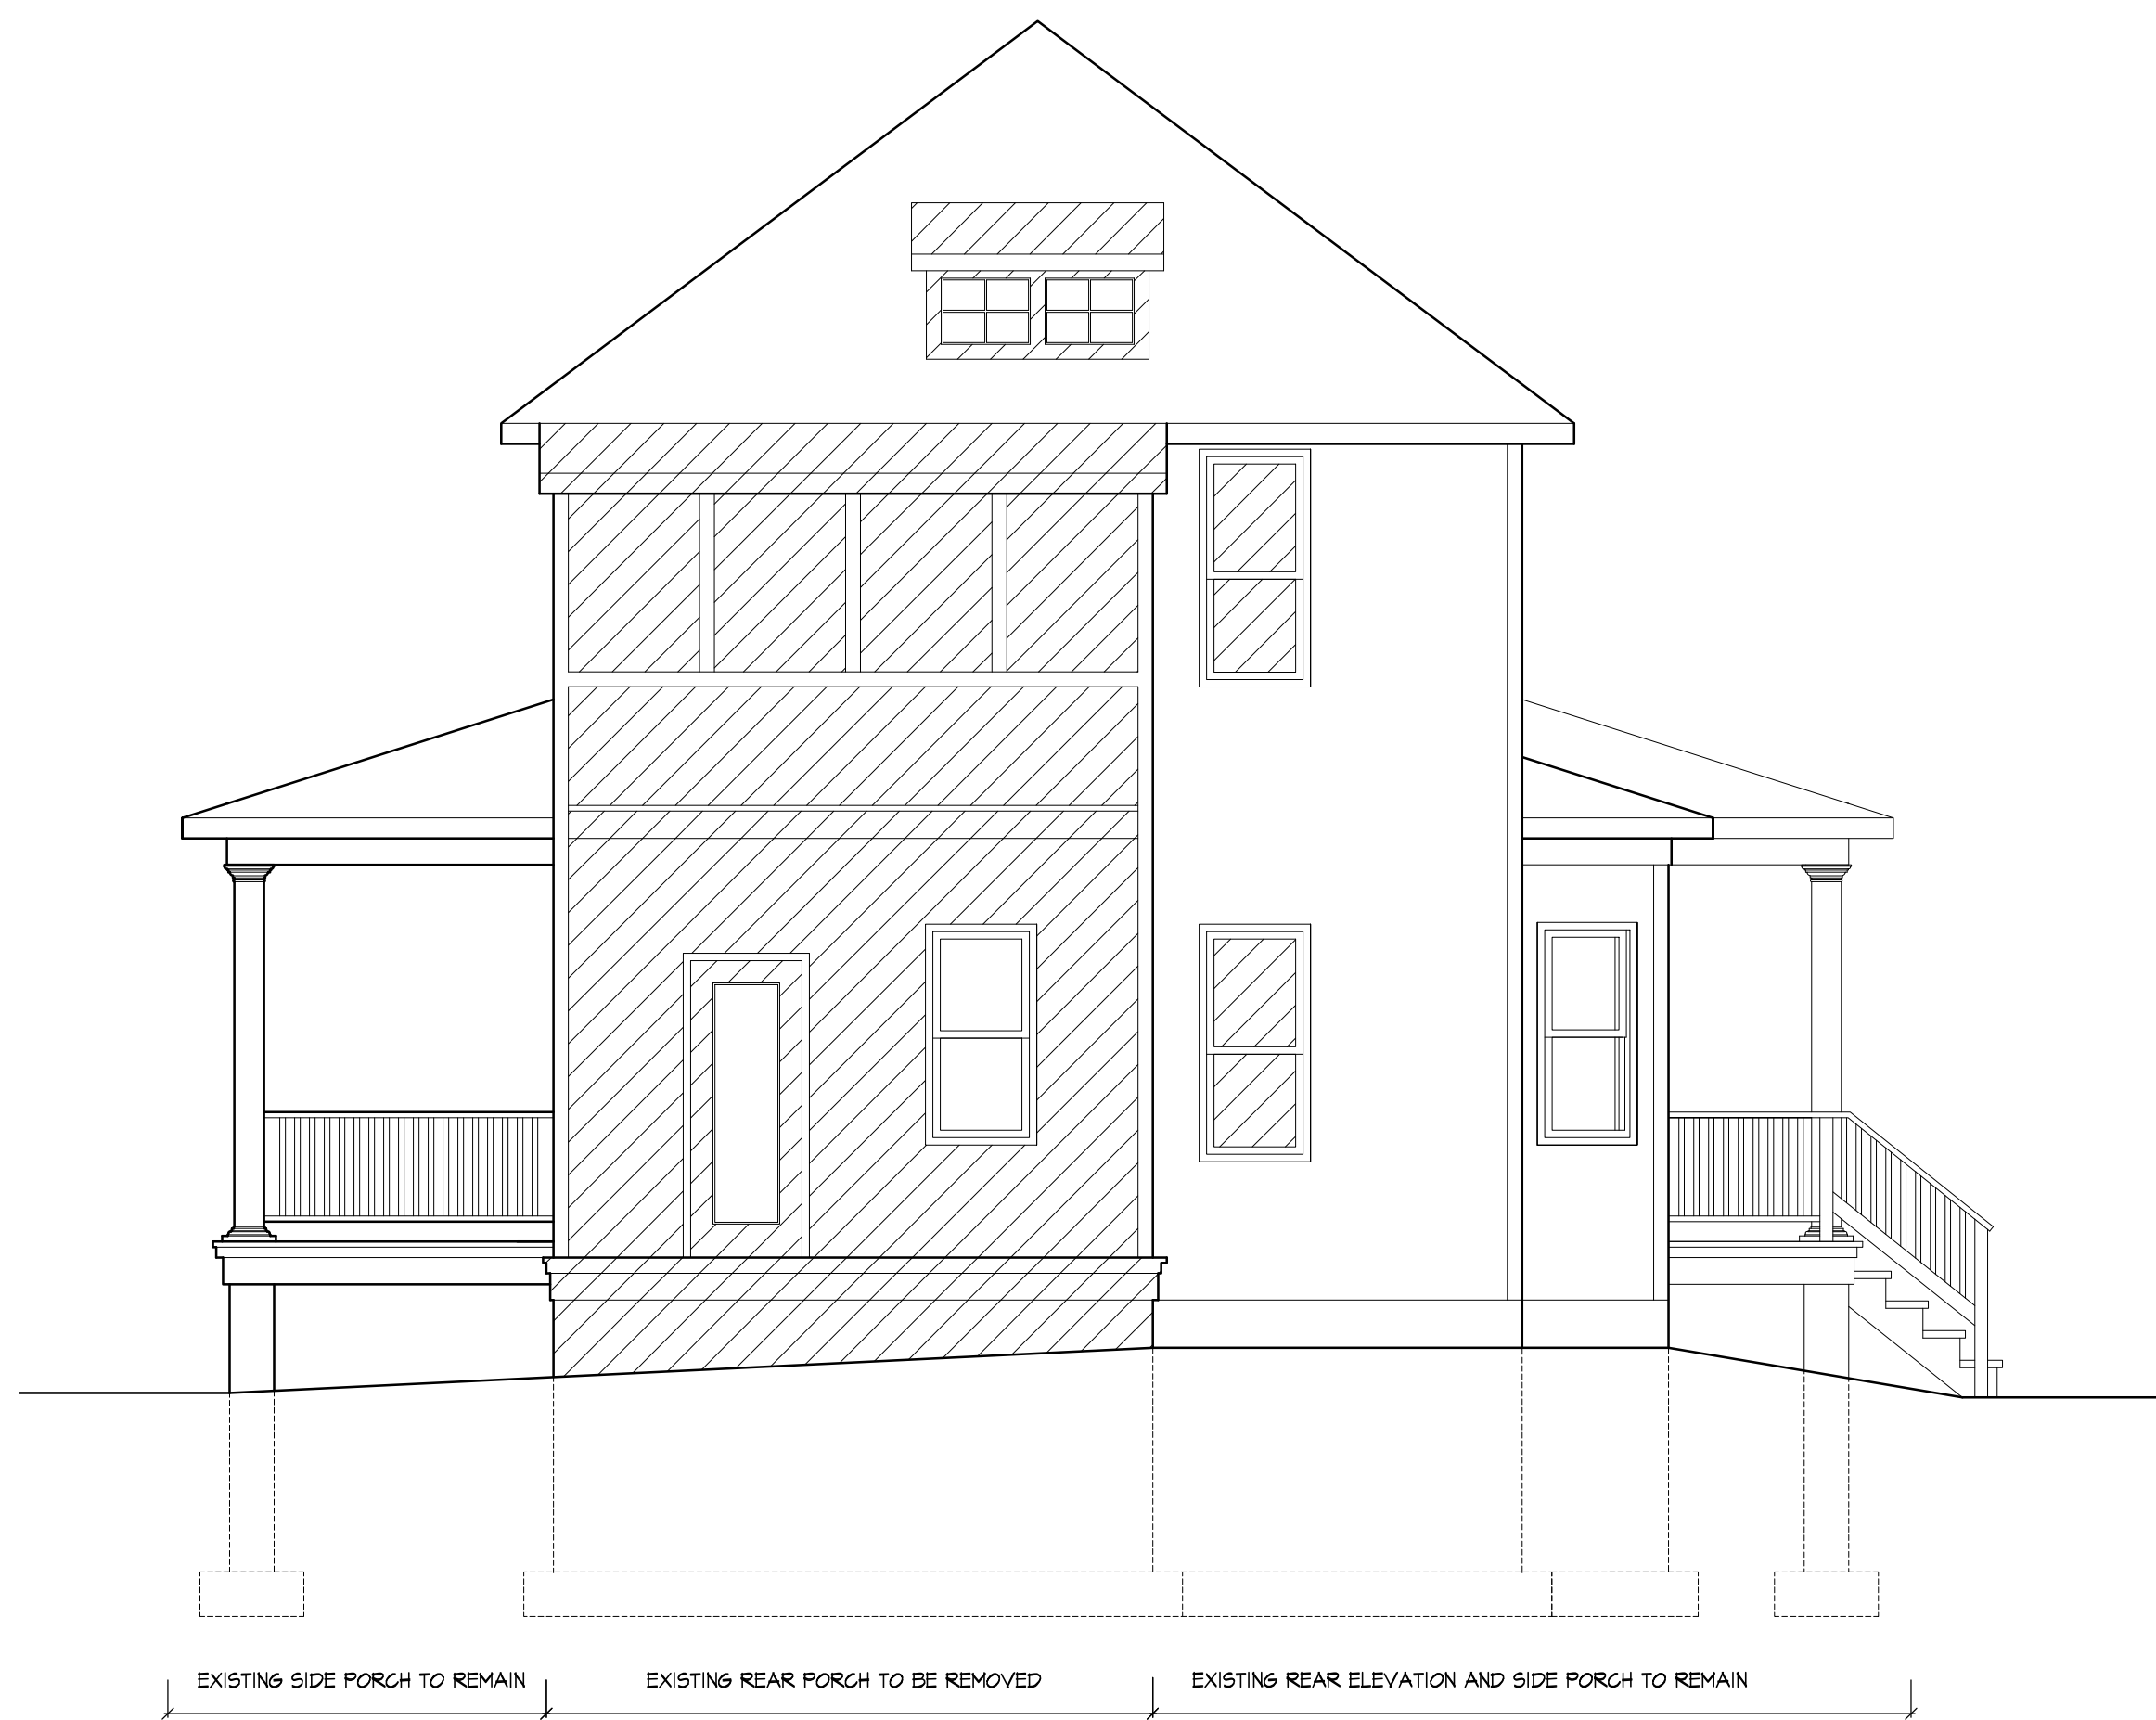 EXISTING SIDE PORCH TO REMAIN
EXISTING REAR PORCH TO BE REMOVED
EXISTING REAR ELEVATION AND SIDE PORCH TO REMAIN